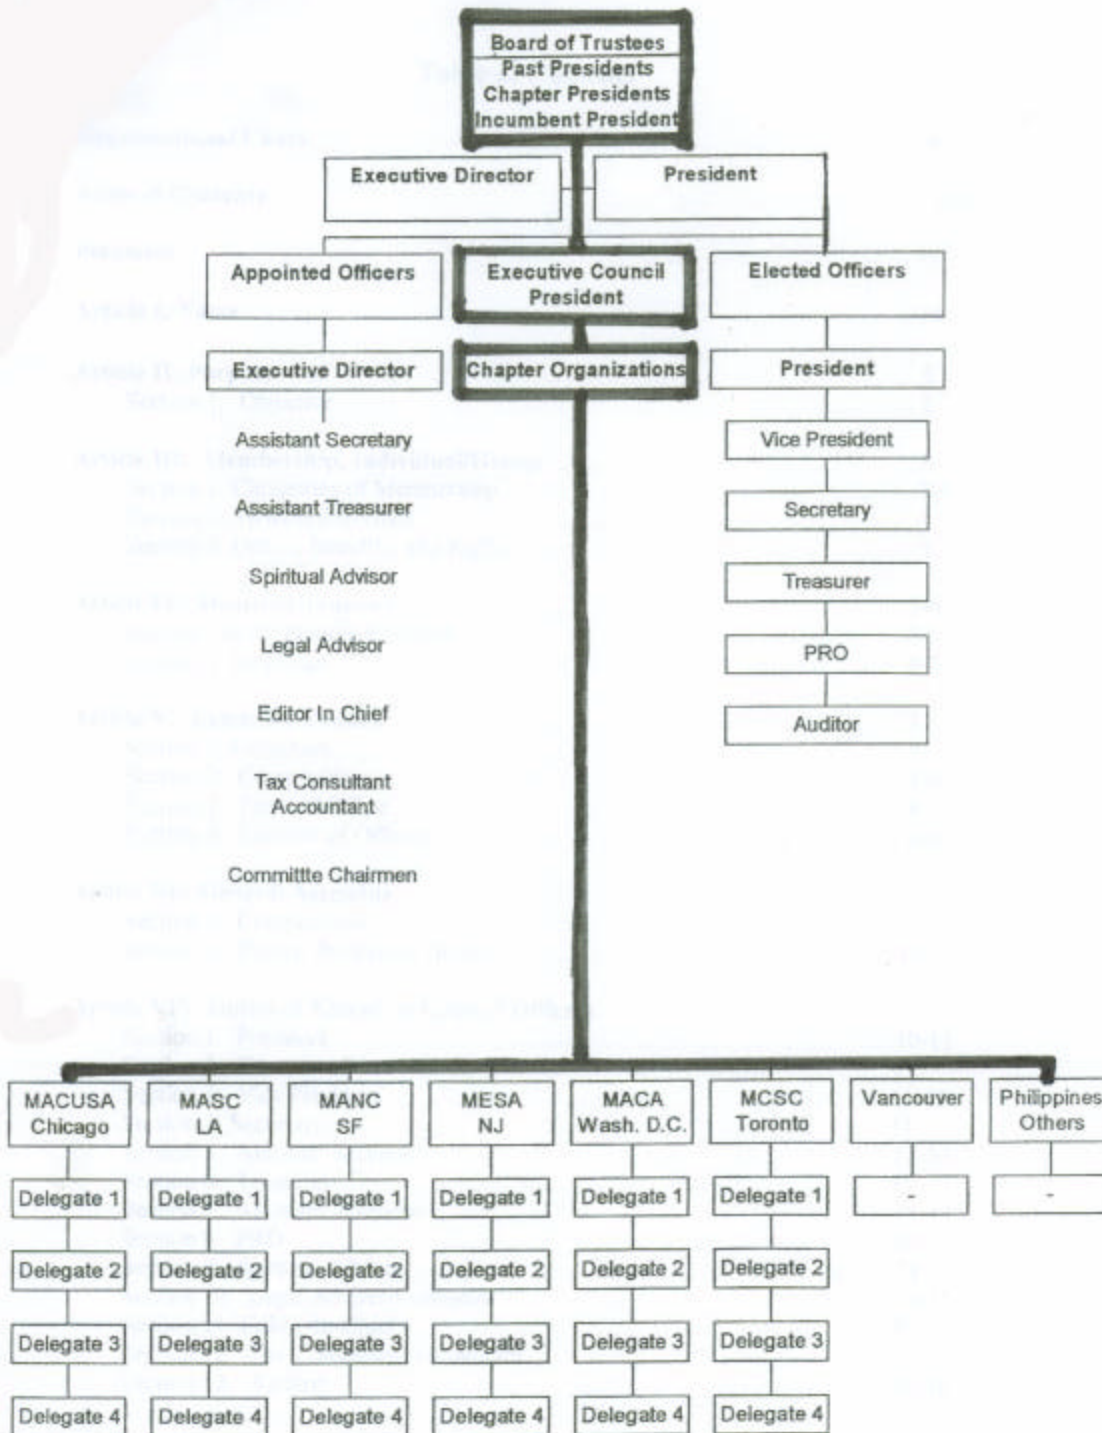 Board of Trustees
Past Presidents
Chapter Presidents
Incumbent President
Executive Director
President
Appointed Officers
Executive Council
President
Elected Officers
Executive Director
Chapter Organizations
President
Assistant Secretary
Assistant Treasurer
Spiritual Advisor
Legal Advisor
Editor In Chief
Tax Consultant
Accountant
Committte Chairmen
Vice President
Secretary
Treasurer
PRO
Auditor
MACUSA
Chicago
MASC
LA
MANC
SF
MESA
NJ
MACA
Wash. D.C.
MCSC
Toronto
Vancouver
Philippines
Others
Delegate 1
Delegate 1
Delegate 1
Delegate 1
Delegate 1
Delegate 1
-
-
Delegate 2
Delegate 2
Delegate 2
Delegate 2
Delegate 2
Delegate 2
Delegate 3
Delegate 3
Delegate 3
Delegate 3
Delegate 3
Delegate 3
Delegate 4
Delegate 4
Delegate 4
Delegate 4
Delegate 4
Delegate 4